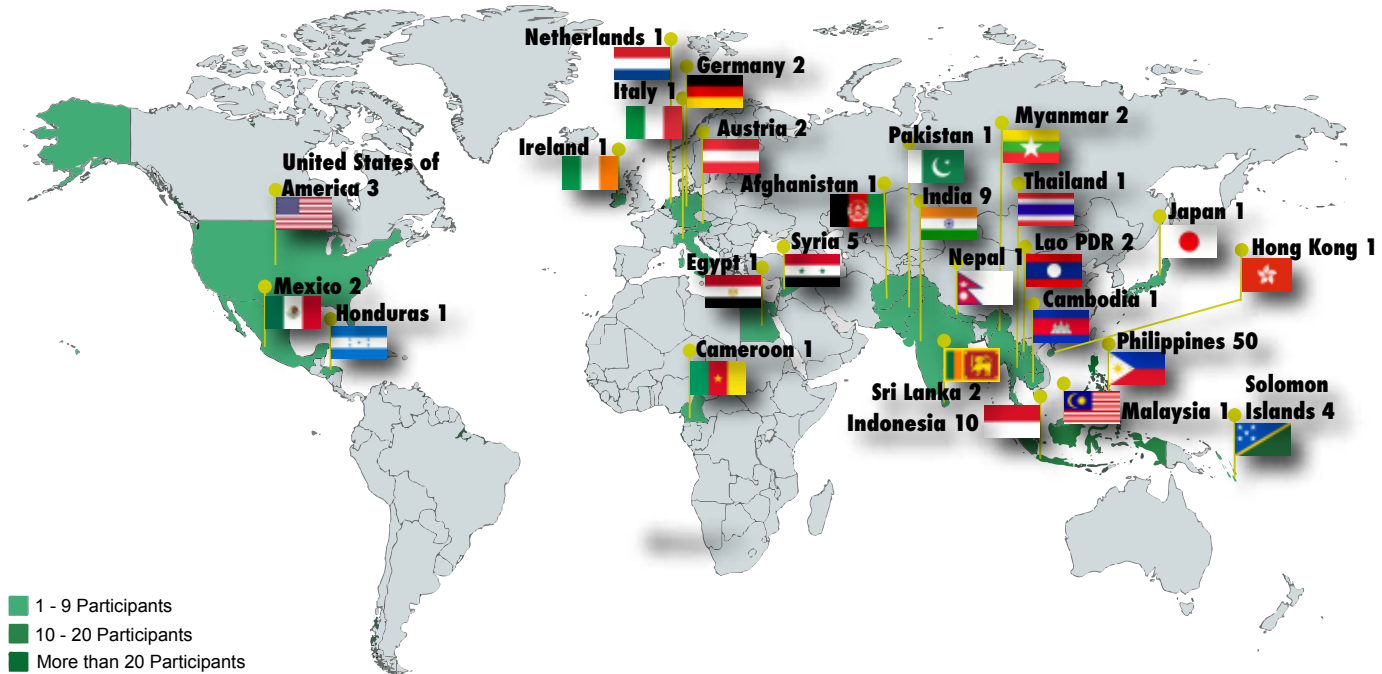 Netherlands 1
Germany 2
Italy 1
Austria 2
Ireland 1
United States of
America 3
Mexico 2
Honduras 1
Pakistan 1
Myanmar 2
Afghanistan 1
India 9
Thailand 1
Syria 5
Egypt 1
Nepal 1
Lao PDR 2
Japan 1
Hong Kong 1
Cambodia 1
Cameroon 1
Philippines 50
Sri Lanka 2
Indonesia 10
Malaysia 1
Solomon
Islands 4
1 - 9 Participants
10 - 20 Participants
More than 20 Participants